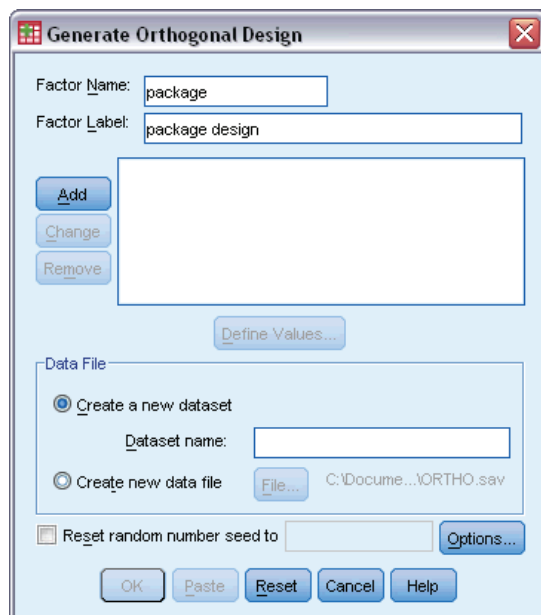 Generate Orthogonal Design
Factor Name: package
Factor Label: package design
Add
Change
Remove
Define Values...
Data File
Create a new dataset
Dataset name:
Create new data file File... C:\Docume...\ORTHO.sav
Reset random number seed to Options...
OK Paste Reset Cancel Help